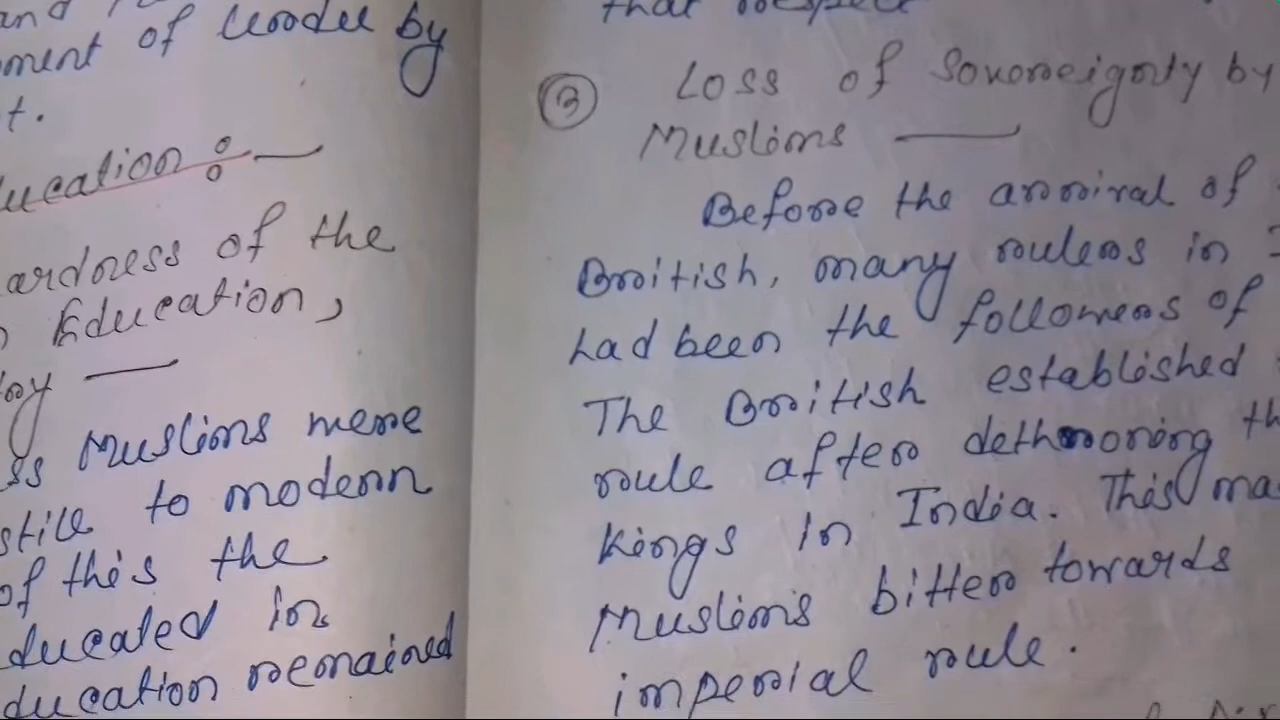 ment of Urdu by
t.
ucation :—
ardness of the
Education,
—
ss Muslims were
stile to modern
of this the
ducated in
ducation remained
that respect
③ Loss of Sovereignty by
Muslims —
Before the arrival of
British, many rulers in
had been the followers of
The British established
rule after dethroning th
Kings in India. This ma
Muslims bitter towards
imperial rule.